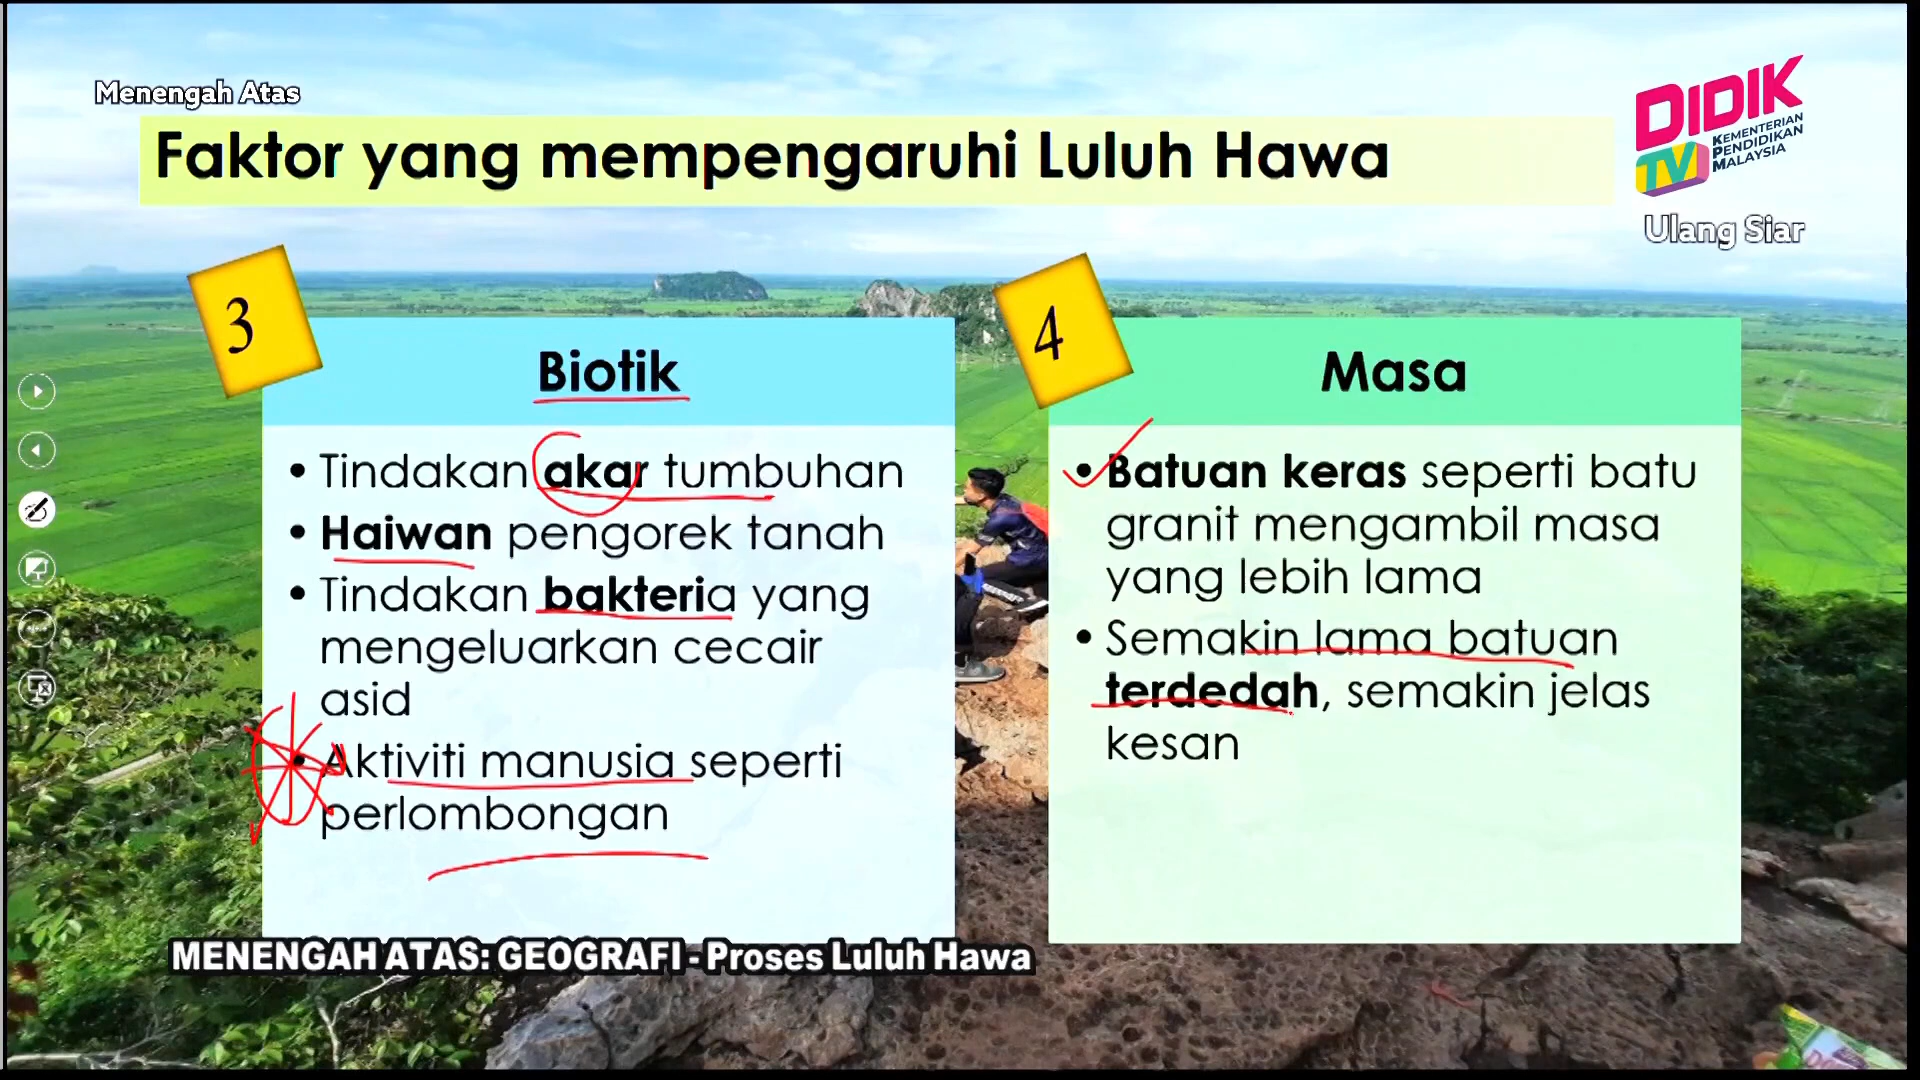 Menengah Atas
Faktor yang mempengaruhi Luluh Hawa
DIDIK
TV
KEMENTERIAN
PENDIDIKAN
MALAYSIA
Ulang Siar
3
Biotik
• Tindakan akar tumbuhan
• Haiwan pengorek tanah
• Tindakan bakteria yang
mengeluarkan cecair
asid
• Aktiviti manusia seperti
perlombongan
4
Masa
• Batuan keras seperti batu
granit mengambil masa
yang lebih lama
• Semakin lama batuan
terdedah, semakin jelas
kesan
MENENGAH ATAS: GEOGRAFI - Proses Luluh Hawa